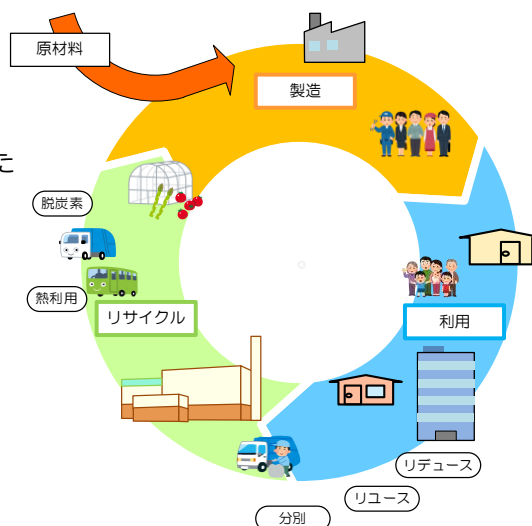 原材料
製造
た
脱炭素
熱利用
リサイクル
利用
リデュース
リユース
分別